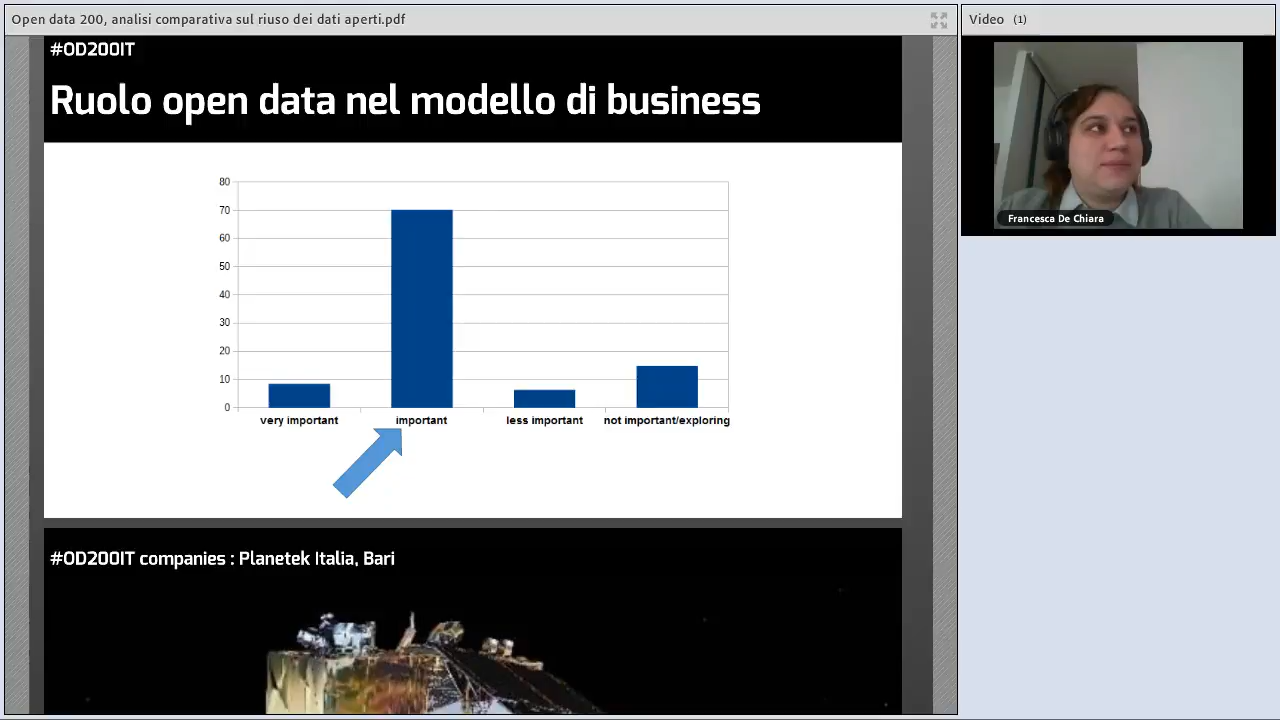 Open data 200, analisi comparativa sul riuso dei dati aperti.pdf
Video (1)
#OD200IT
Ruolo open data nel modello di business
80
70
60
50
40
30
20
10
0
very important
important
less important
not important/exploring
#OD200IT companies : Planetek Italia, Bari
Francesca De Chiara